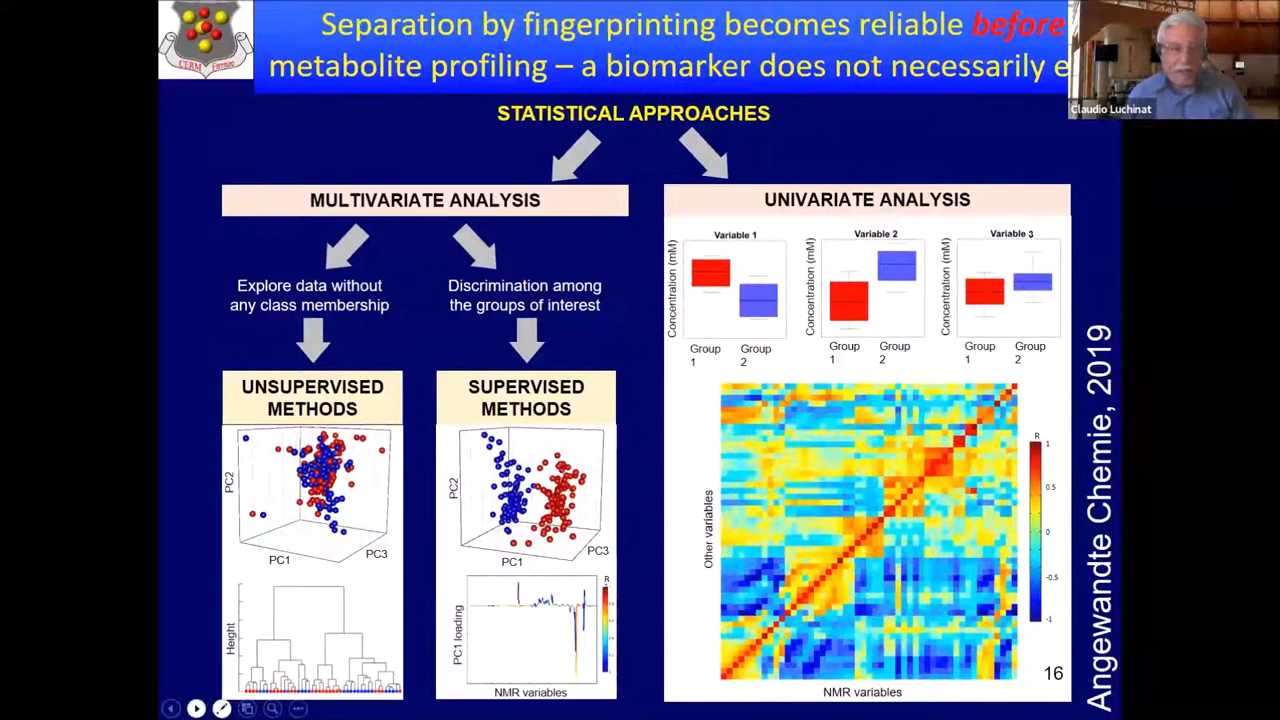 CERM Firenze
Separation by fingerprinting becomes reliable before
metabolite profiling – a biomarker does not necessarily e
Claudio Luchinat
STATISTICAL APPROACHES
MULTIVARIATE ANALYSIS
Explore data without
any class membership
Discrimination among
the groups of interest
UNSUPERVISED
METHODS
SUPERVISED
METHODS
PC2
PC1
PC3
PC2
PC1
PC3
Height
PC1 loading
R
NMR variables
UNIVARIATE ANALYSIS
Variable 1
Variable 2
Variable 3
Concentration (mM)
Concentration (mM)
Concentration (mM)
Group
1
Group
2
Group
1
Group
2
Group
1
Group
2
Other variables
R
1
0.5
0
-0.5
-1
NMR variables
16
Angewandte Chemie, 2019